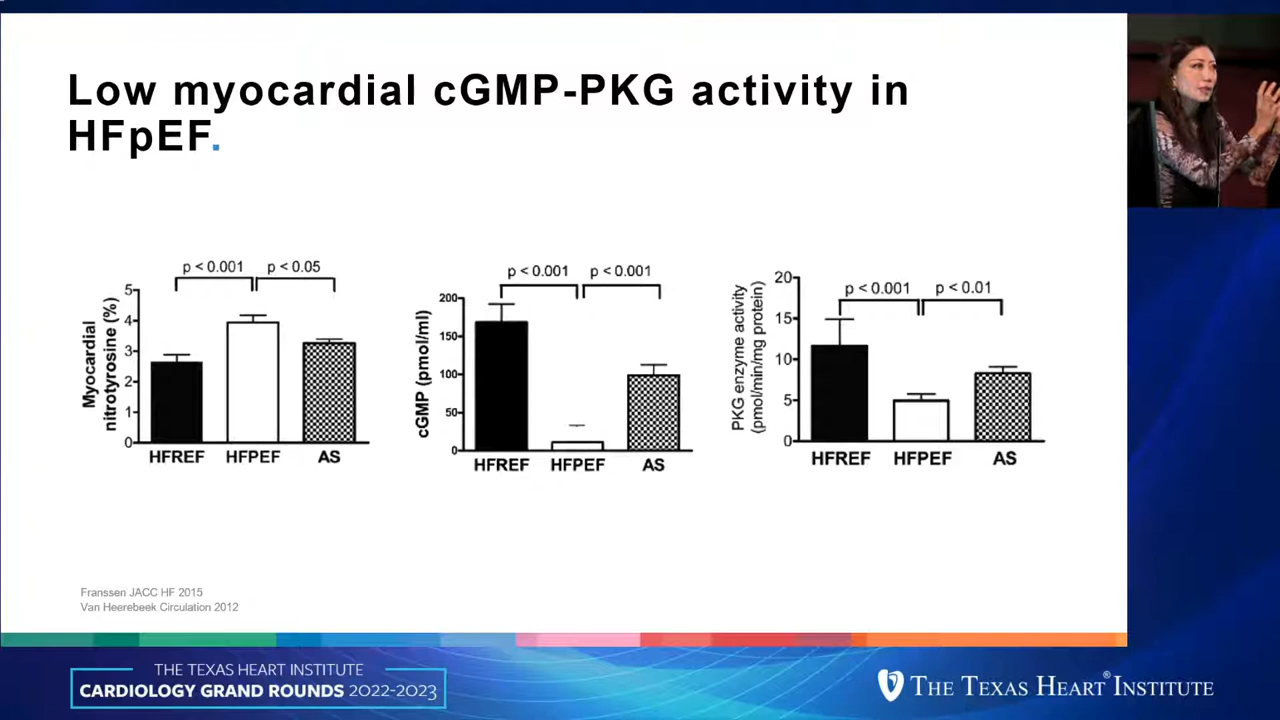 Low myocardial cGMP-PKG activity in
HFpEF.
p < 0.001 p < 0.05
Myocardial
nitrotyrosine (%)
5
4
3
2
1
0
HFREF HFPEF AS
p < 0.001 p < 0.001
cGMP (pmol/ml)
200
150
100
50
0
HFREF HFPEF AS
p < 0.001 p < 0.01
PKG enzyme activity
(pmol/min/mg protein)
20
15
10
5
0
HFREF HFPEF AS
Franssen JACC HF 2015
Van Heerebeek Circulation 2012
THE TEXAS HEART INSTITUTE
CARDIOLOGY GRAND ROUNDS 2022-2023
THE TEXAS HEART® INSTITUTE